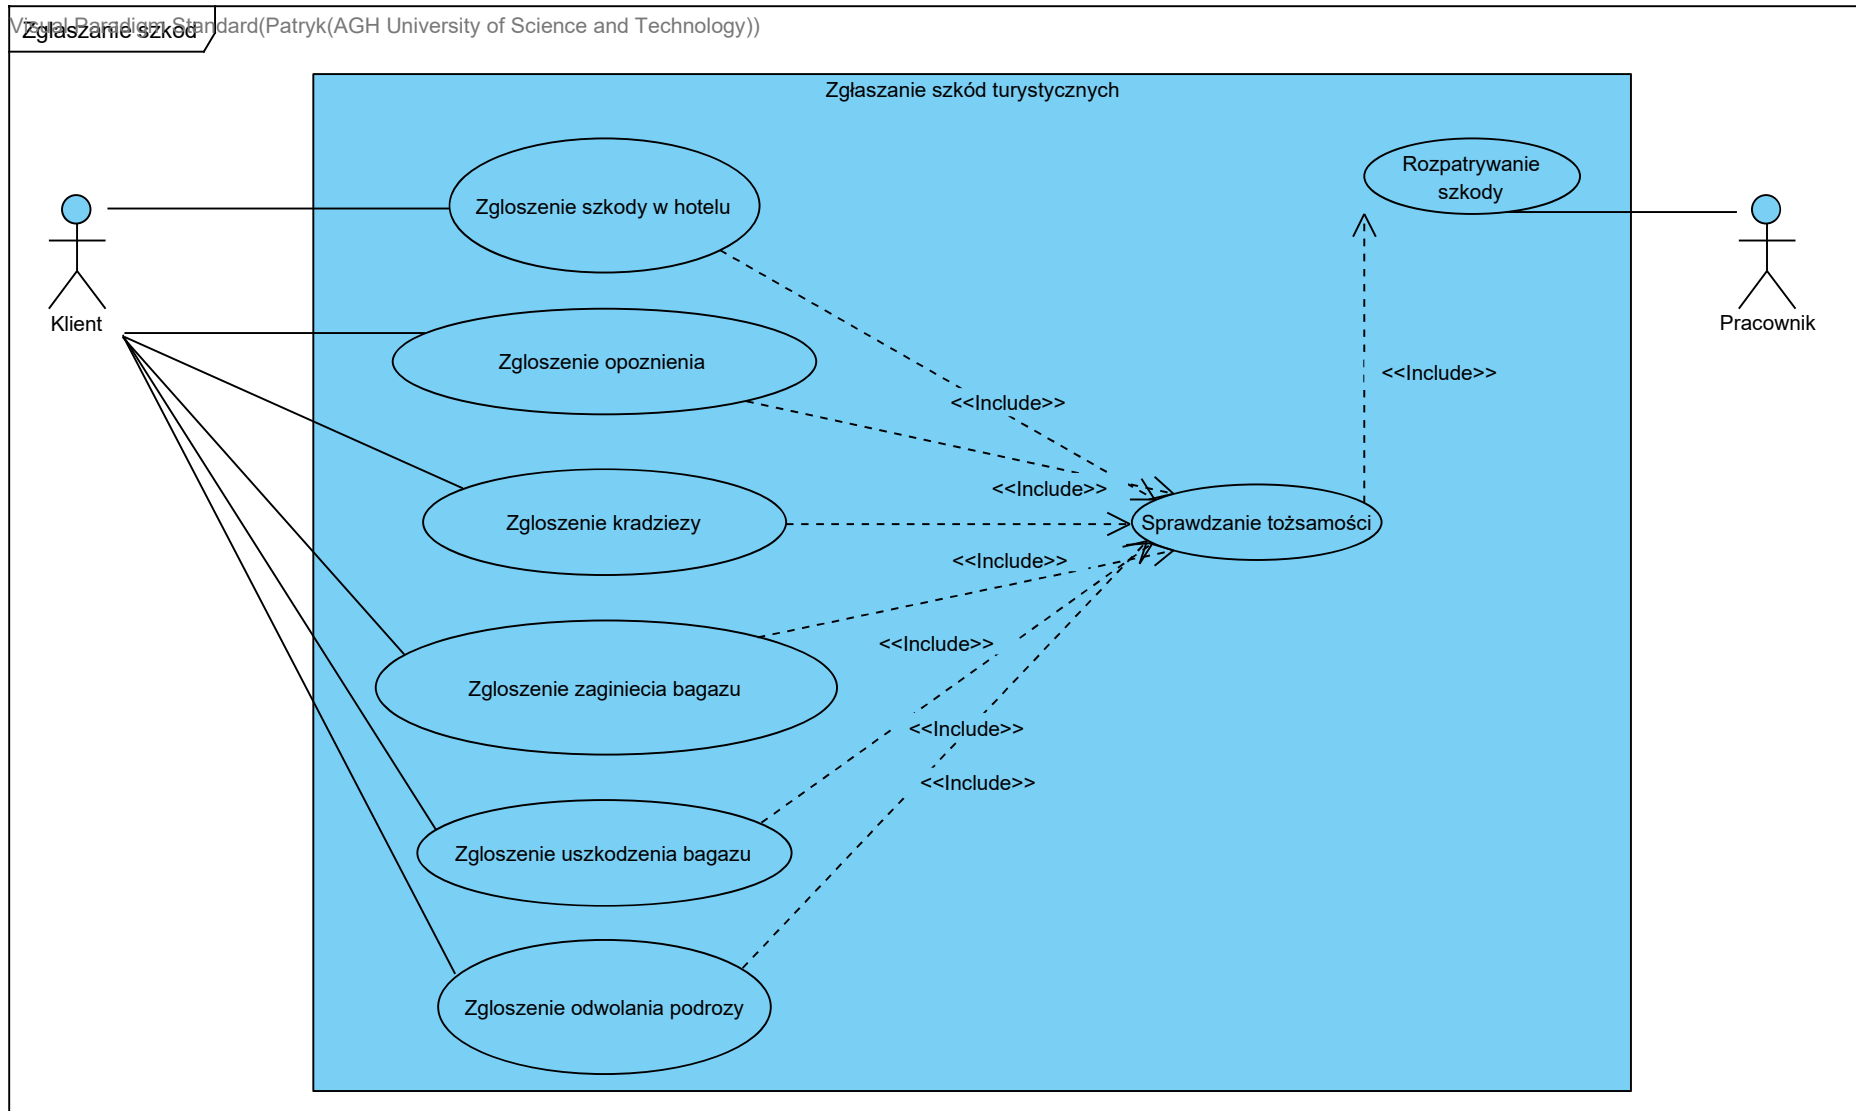 Visual Paradigm Standard(Patryk(AGH University of Science and Technology))
Zgłaszanie szkód
Zgłaszanie szkód turystycznych
Zgloszenie szkody w hotelu
Rozpatrywanie
szkody
Klient
Pracownik
Zgloszenie opoznienia
<<Include>>
<<Include>>
<<Include>>
Zgloszenie kradziezy
Sprawdzanie tożsamości
<<Include>>
<<Include>>
Zgloszenie zaginiecia bagazu
<<Include>>
<<Include>>
Zgloszenie uszkodzenia bagazu
Zgloszenie odwolania podrozy